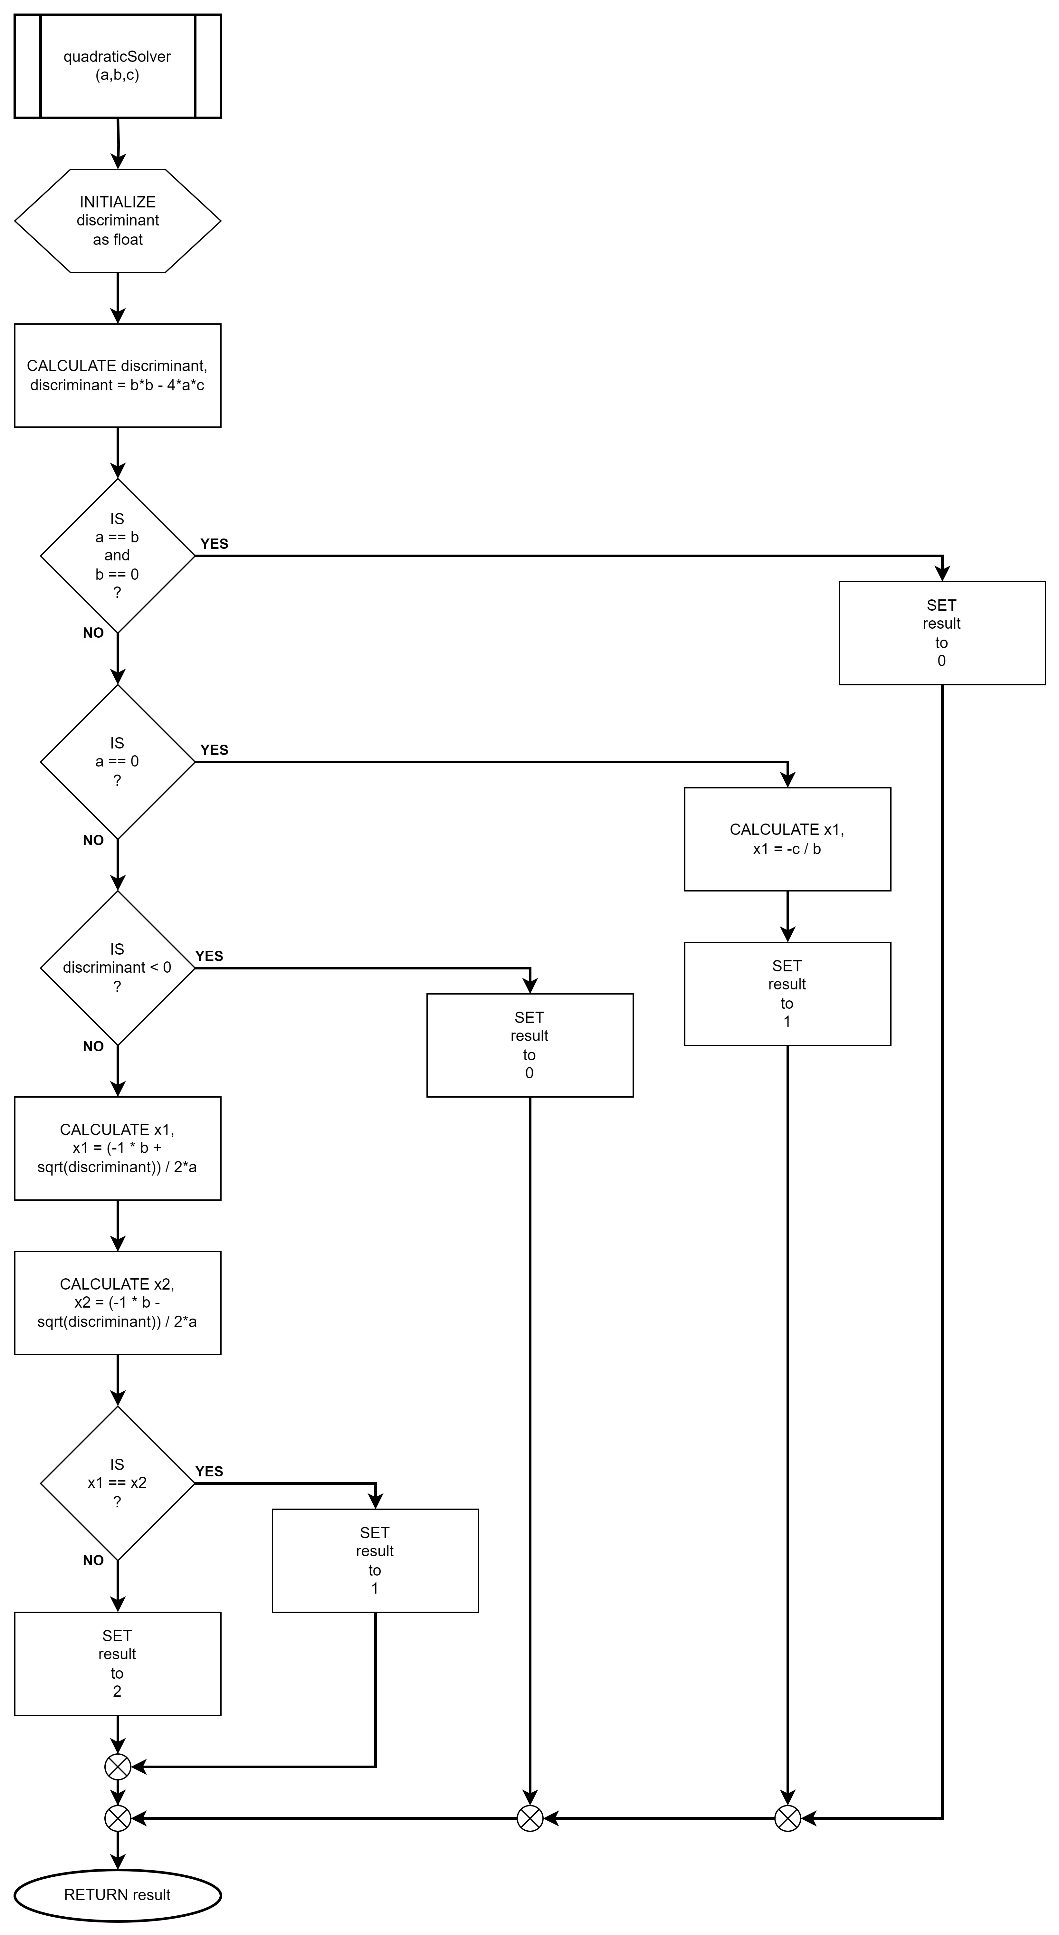 quadraticSolver
(a,b,c)
INITIALIZE
discriminant
as float
CALCULATE discriminant,
discriminant = b*b - 4*a*c
IS
a == b
and
b == 0
?
YES
NO
SET
result
to
0
IS
a == 0
?
YES
NO
CALCULATE x1,
x1 = -c / b
SET
result
to
1
IS
discriminant < 0
?
YES
NO
SET
result
to
0
CALCULATE x1,
x1 = (-1 * b +
sqrt(discriminant)) / 2*a
CALCULATE x2,
x2 = (-1 * b -
sqrt(discriminant)) / 2*a
IS
x1 == x2
?
YES
NO
SET
result
to
1
SET
result
to
2
RETURN result